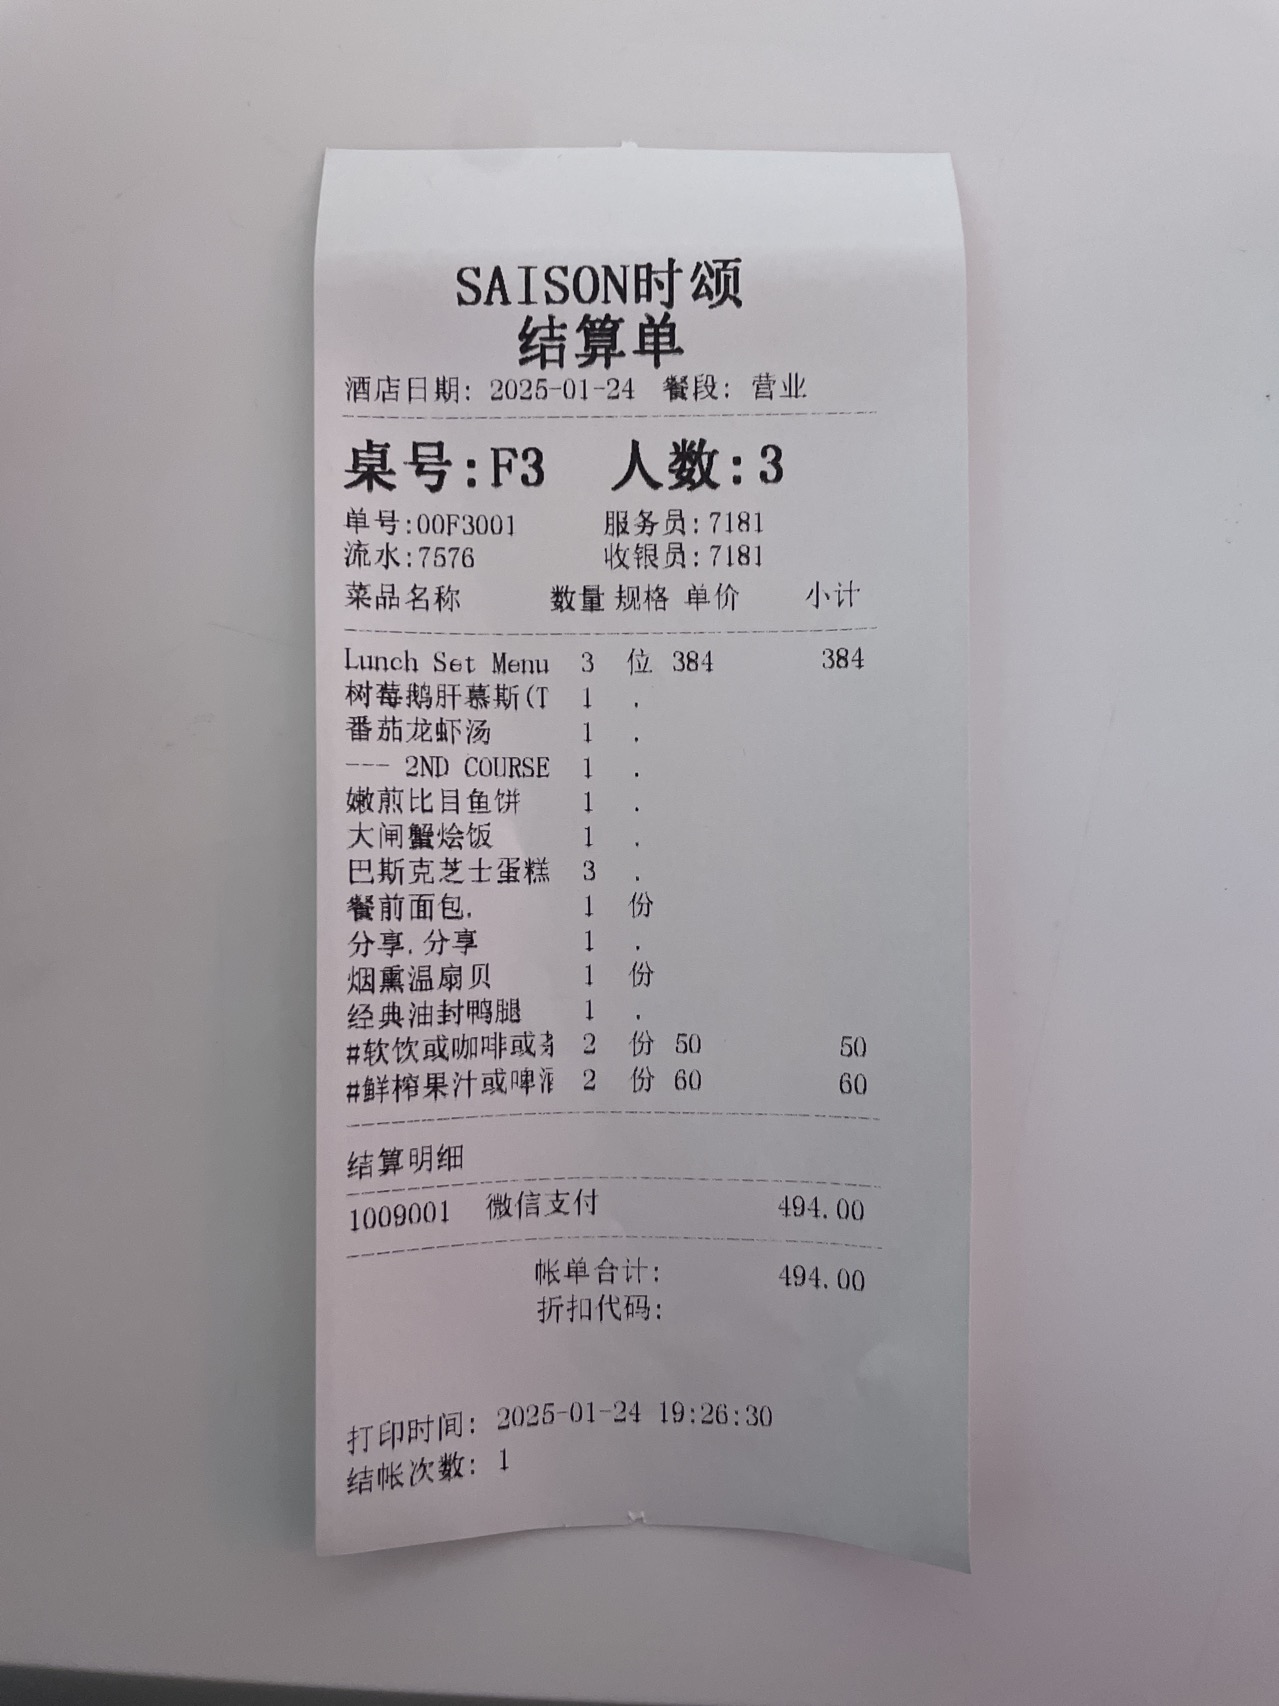 SAISON时颂
结算单
酒店日期: 2025-01-24 餐段: 营业
桌号:F3 人数:3
单号:00F3001 服务员:7181
流水:7576 收银员:7181
菜品名称 数量 规格 单价 小计
Lunch Set Menu 3 位 384 384
树莓鹅肝慕斯(T 1 .
番茄龙虾汤 1 .
--- 2ND COURSE 1 .
嫩煎比目鱼饼 1 .
大闸蟹烩饭 1 .
巴斯克芝士蛋糕 3 .
餐前面包. 1 份
分享.分享 1 .
烟熏温扇贝 1 份
经典油封鸭腿 1 .
#软饮或咖啡或 2 份 50 50
#鲜榨果汁或啤 2 份 60 60
结算明细
1009001 微信支付 494.00
帐单合计: 494.00
折扣代码:
打印时间: 2025-01-24 19:26:30
结帐次数: 1